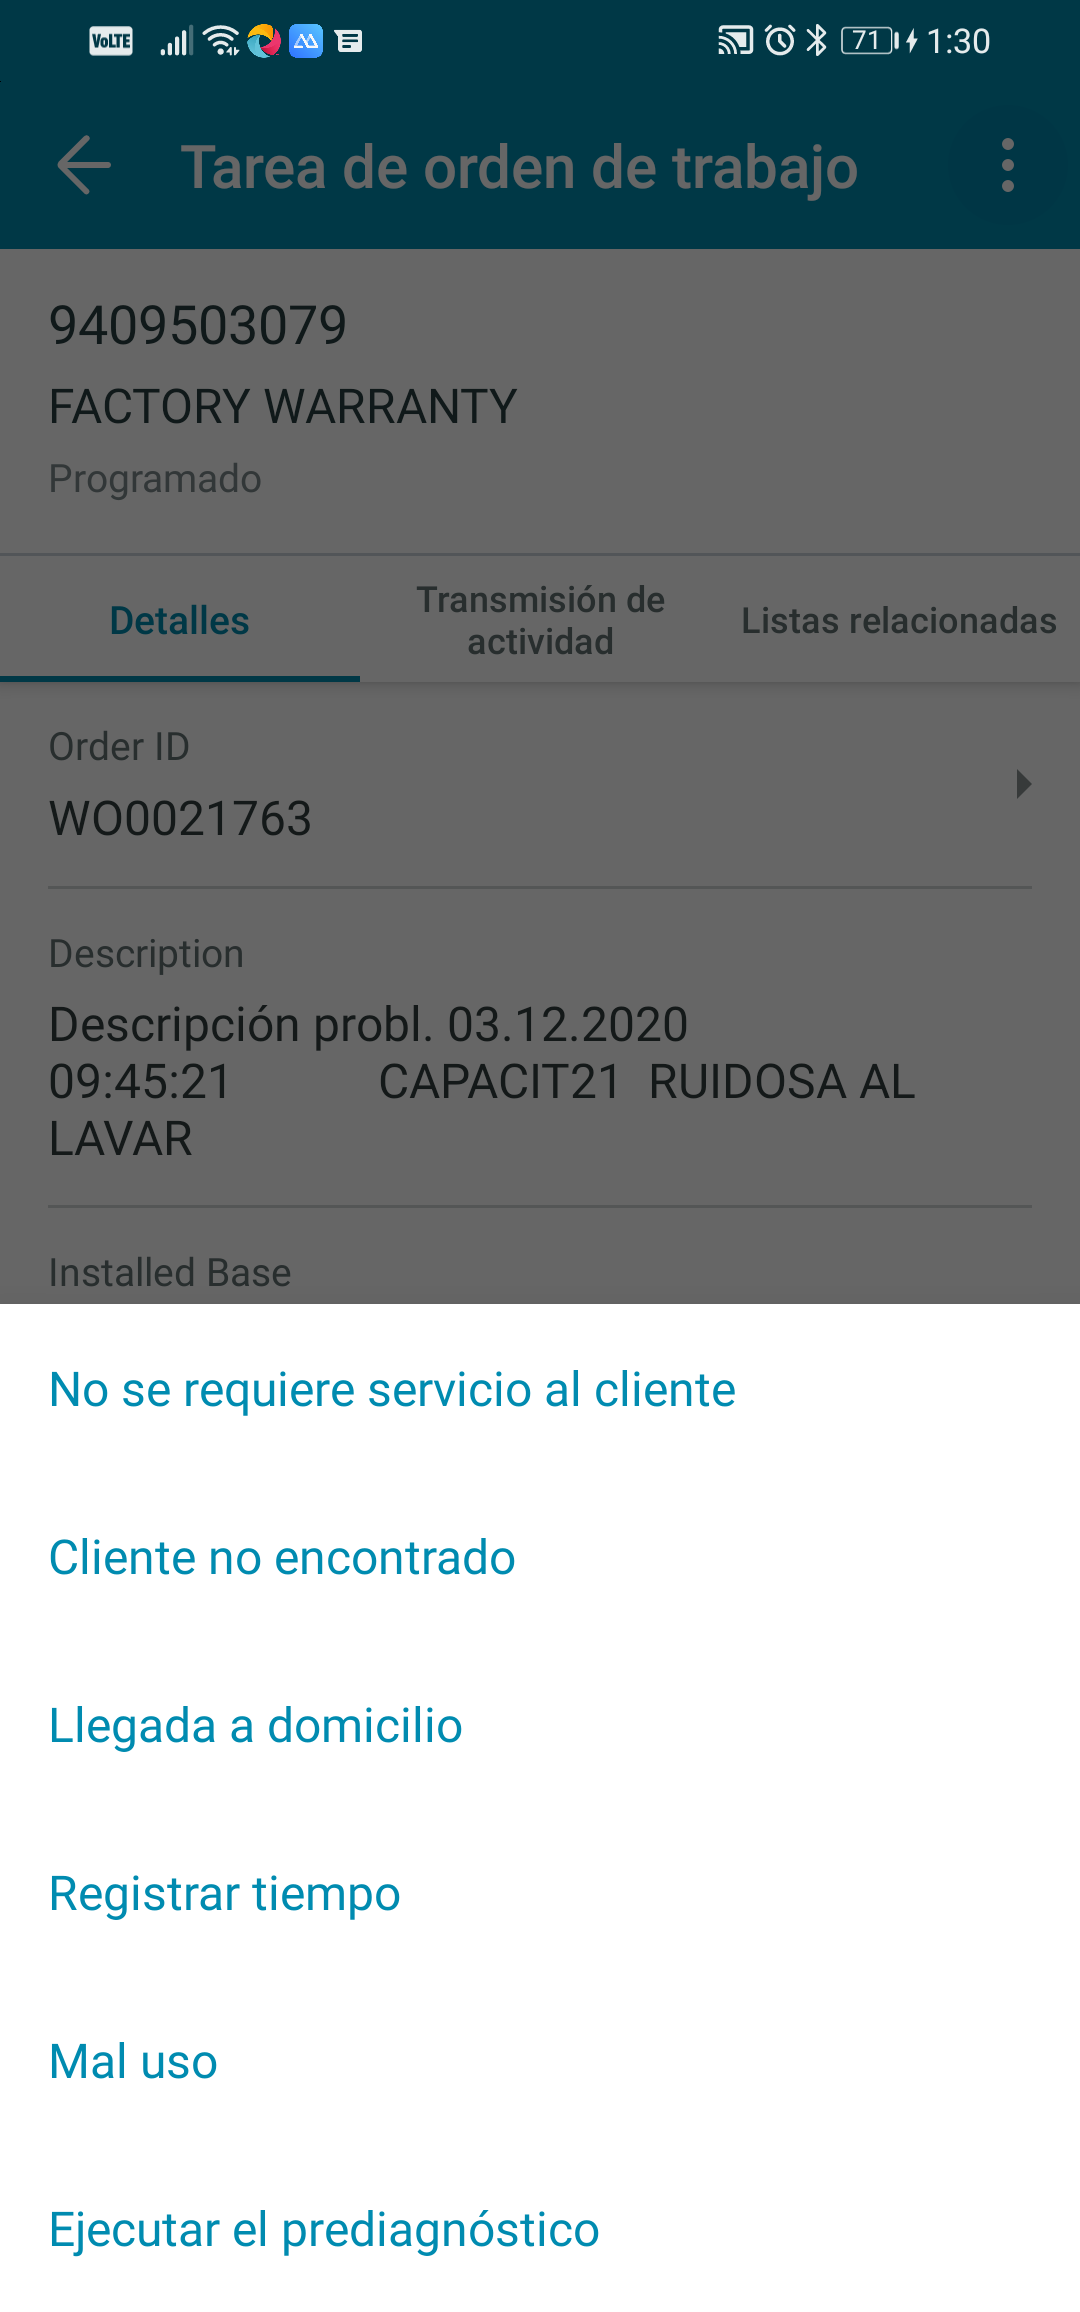 VoLTE 71 1:30
Tarea de orden de trabajo
9409503079
FACTORY WARRANTY
Programado
Detalles
Transmisión de
actividad
Listas relacionadas
Order ID
WO0021763
Description
Descripción probl. 03.12.2020
09:45:21 CAPACIT21 RUIDOSA AL
LAVAR
Installed Base
No se requiere servicio al cliente
Cliente no encontrado
Llegada a domicilio
Registrar tiempo
Mal uso
Ejecutar el prediagnóstico